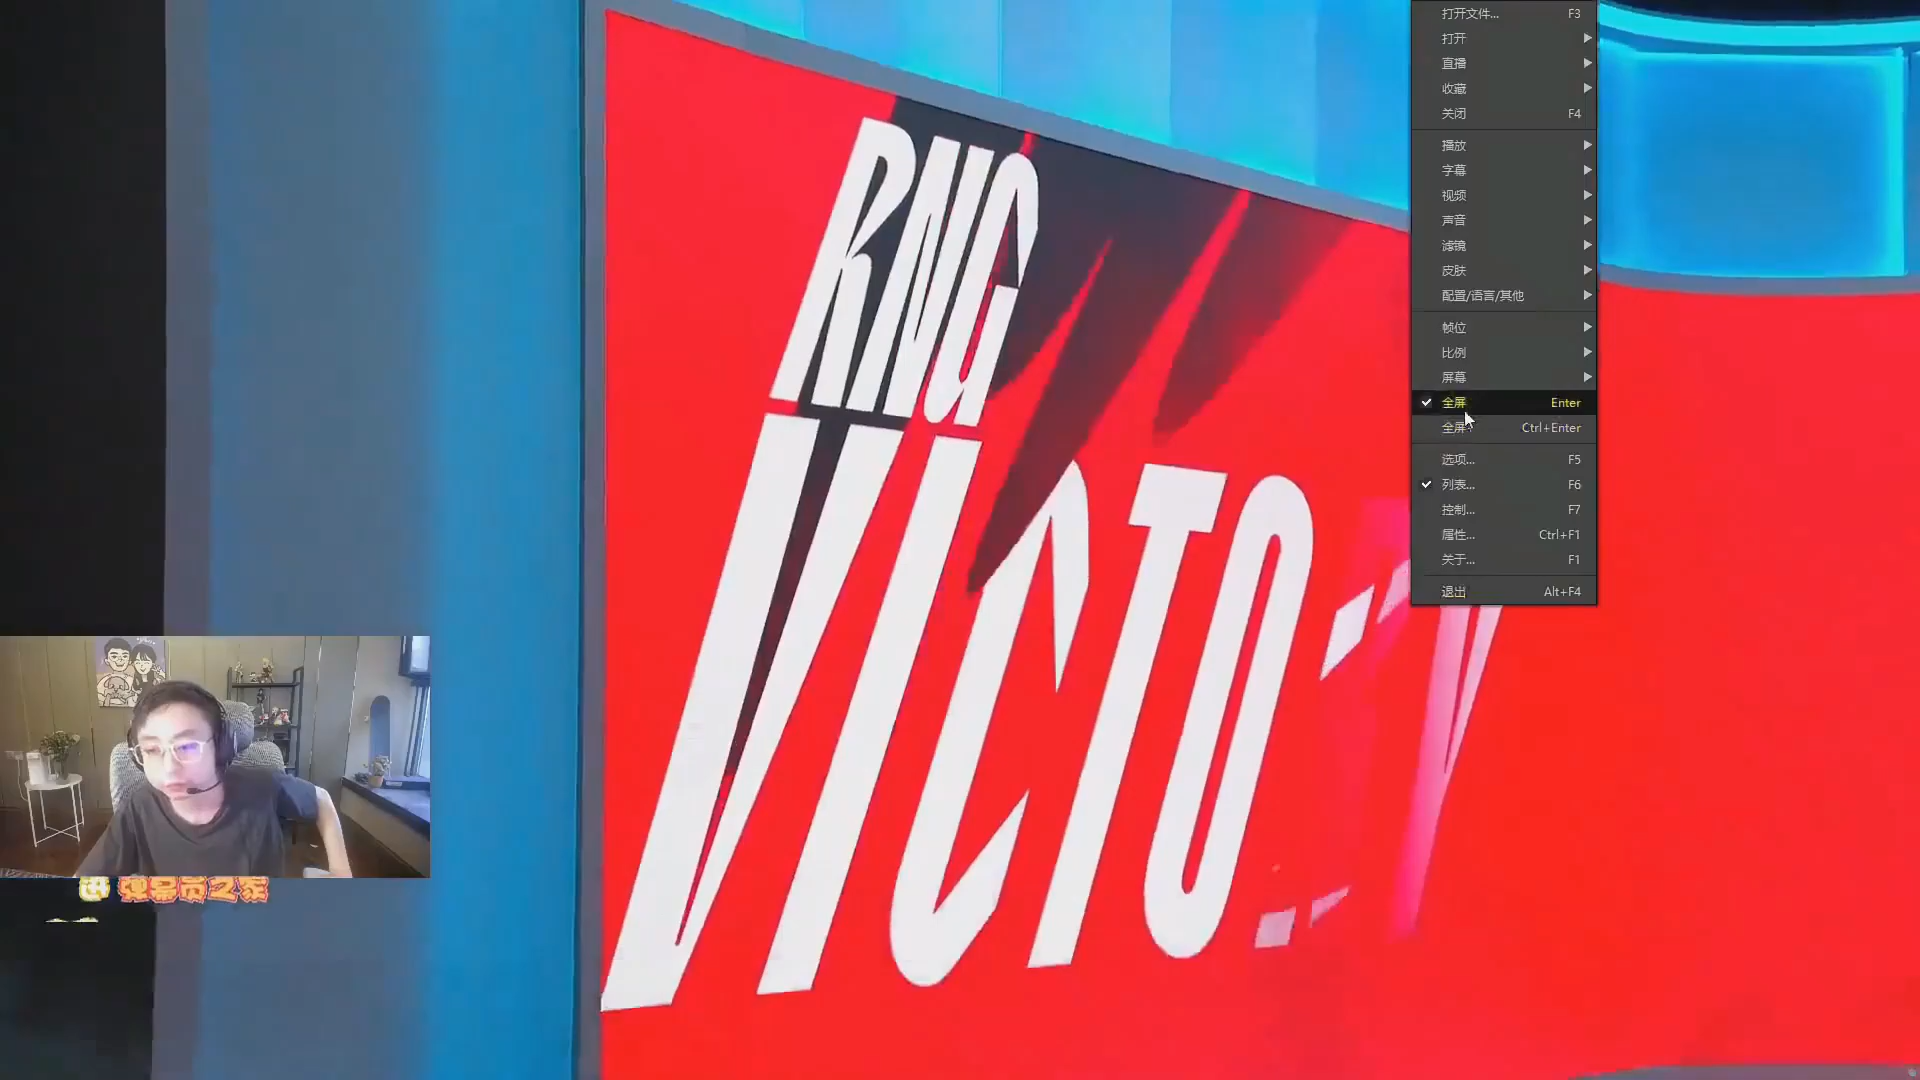 RNG
VICTORY
打开文件... F3
打开
直播
收藏
关闭 F4
播放
字幕
视频
声音
滤镜
皮肤
配置/语言/其他
帧位
比例
屏幕
全屏 Enter
全屏+ Ctrl+Enter
选项... F5
列表... F6
控制... F7
属性... Ctrl+F1
关于... F1
退出 Alt+F4